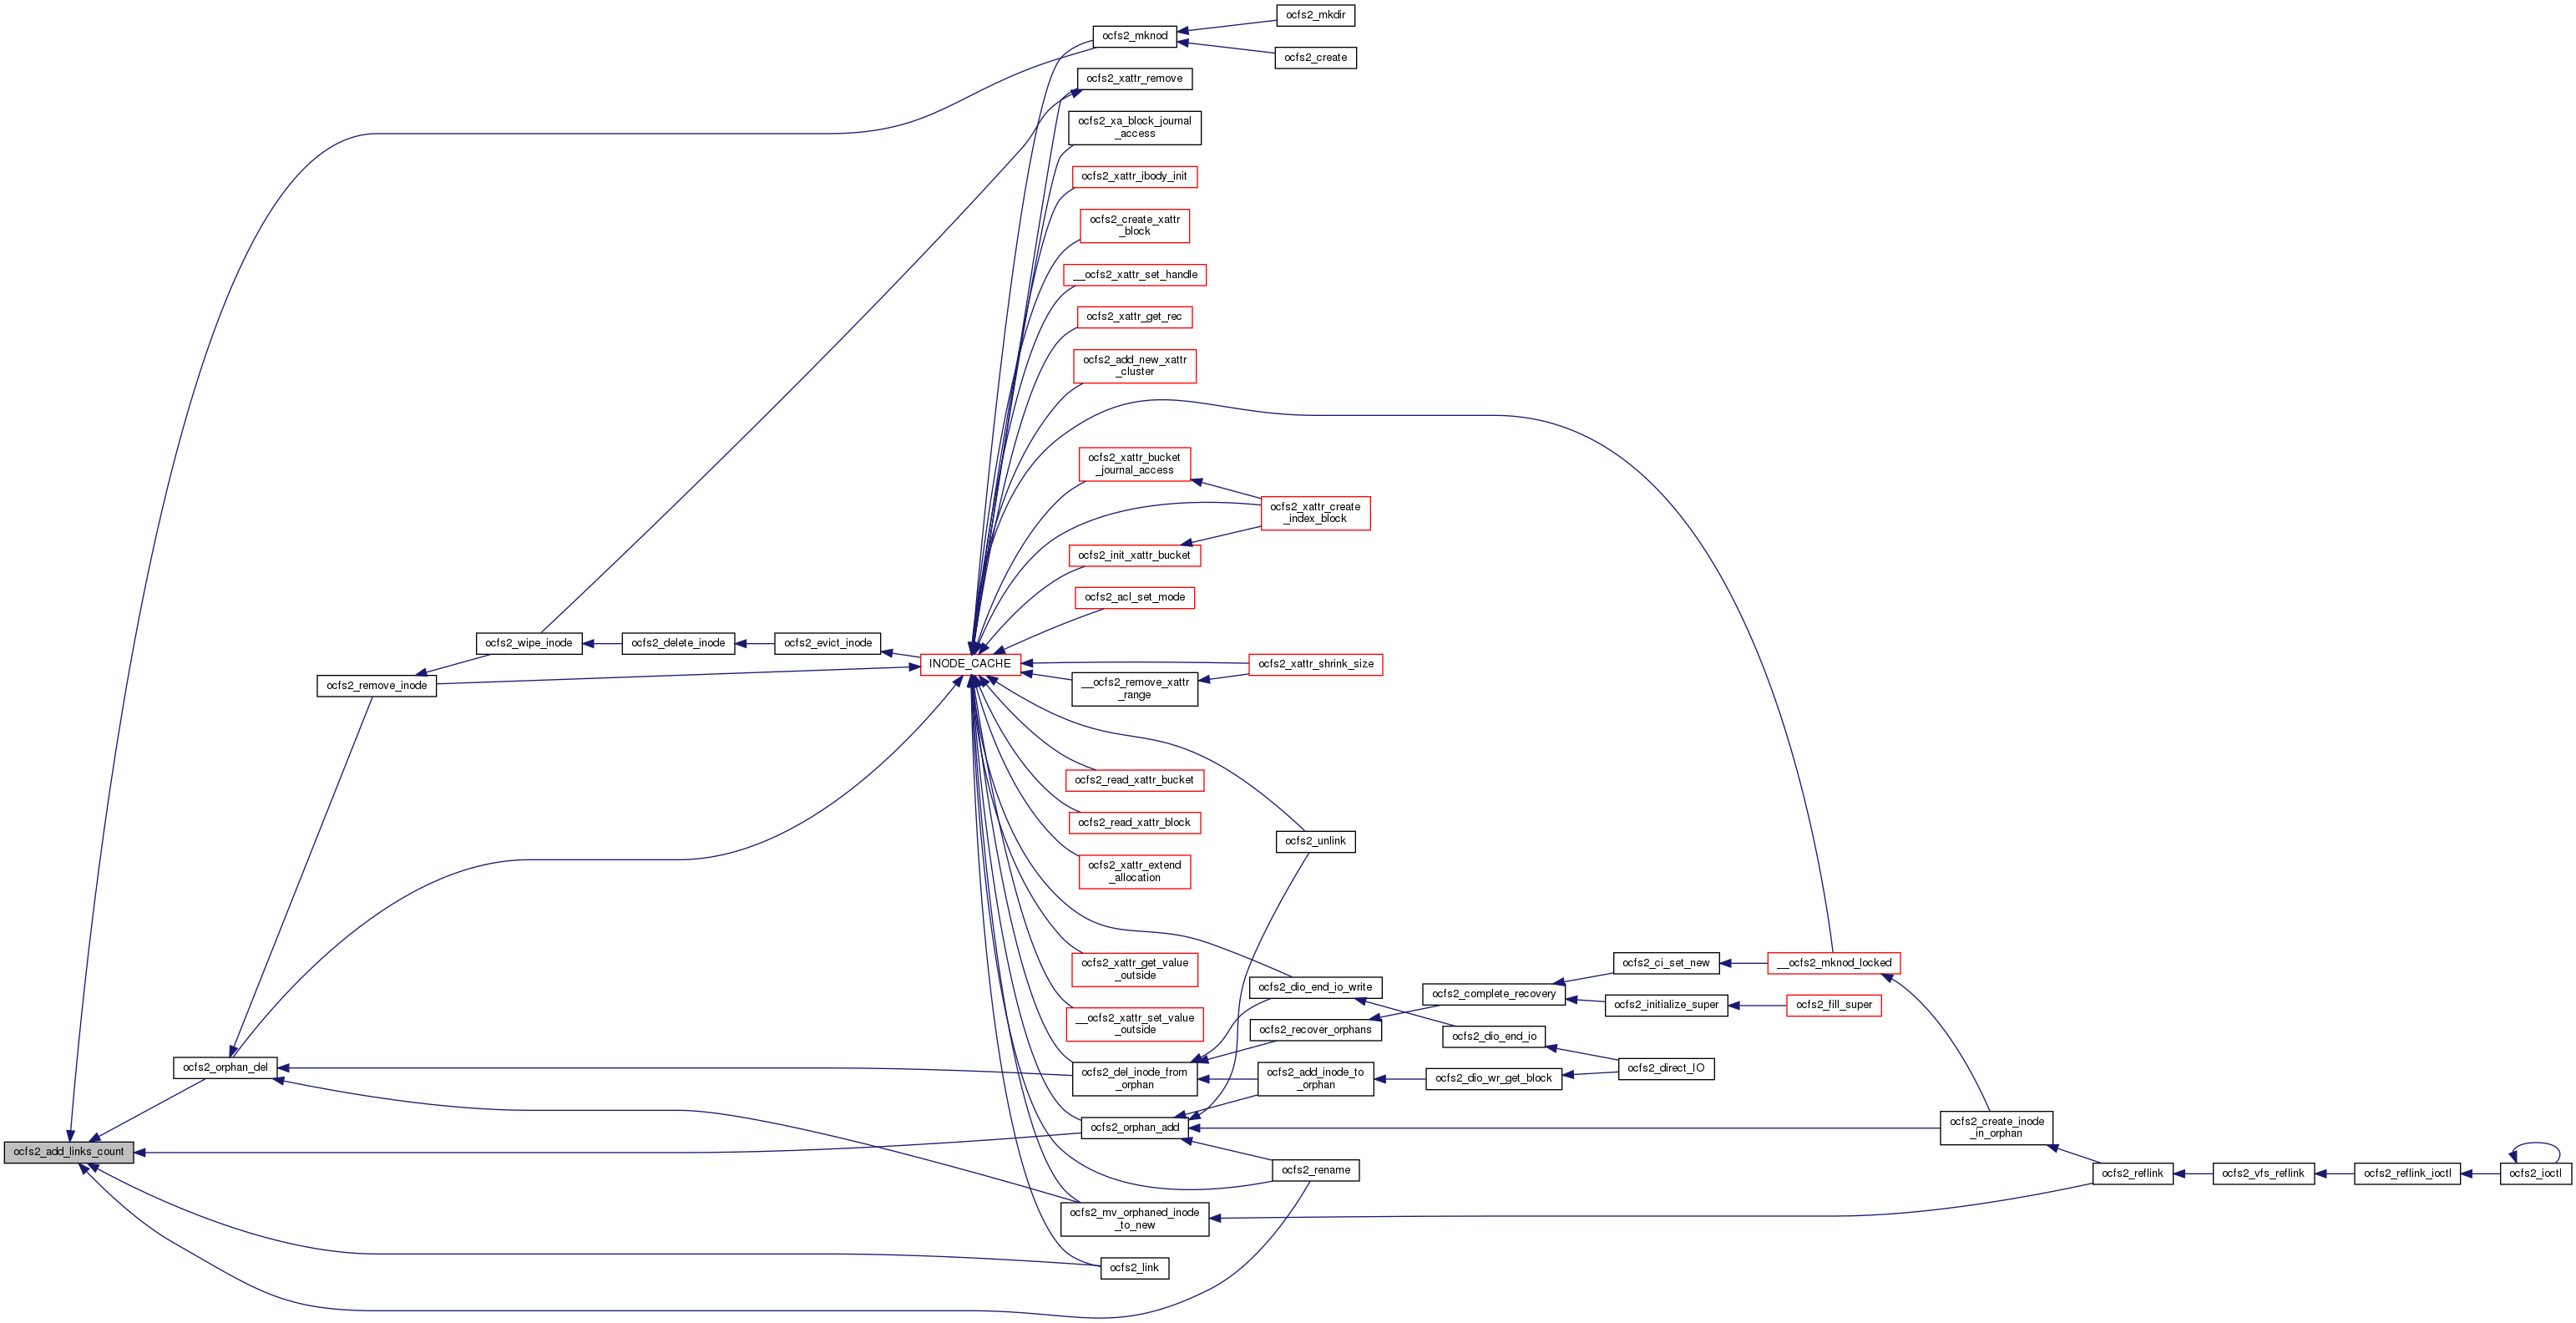 ocfs2_mkdir
ocfs2_mknod
ocfs2_create
ocfs2_xattr_remove
ocfs2_xa_block_journal
_access
ocfs2_xattr_ibody_init
ocfs2_create_xattr
_block
__ocfs2_xattr_set_handle
ocfs2_xattr_get_rec
ocfs2_add_new_xattr
_cluster
ocfs2_xattr_bucket
_journal_access
ocfs2_xattr_create
_index_block
ocfs2_init_xattr_bucket
ocfs2_acl_set_mode
ocfs2_wipe_inode
ocfs2_delete_inode
ocfs2_evict_inode
INODE_CACHE
ocfs2_xattr_shrink_size
ocfs2_remove_inode
__ocfs2_remove_xattr
_range
ocfs2_read_xattr_bucket
ocfs2_read_xattr_block
ocfs2_unlink
ocfs2_xattr_extend
_allocation
ocfs2_xattr_get_value
_outside
ocfs2_ci_set_new
__ocfs2_mknod_locked
ocfs2_dio_end_io_write
ocfs2_complete_recovery
ocfs2_initialize_super
ocfs2_fill_super
__ocfs2_xattr_set_value
_outside
ocfs2_recover_orphans
ocfs2_dio_end_io
ocfs2_orphan_del
ocfs2_del_inode_from
_orphan
ocfs2_add_inode_to
_orphan
ocfs2_dio_wr_get_block
ocfs2_direct_IO
ocfs2_orphan_add
ocfs2_create_inode
_in_orphan
ocfs2_add_links_count
ocfs2_rename
ocfs2_reflink
ocfs2_vfs_reflink
ocfs2_reflink_ioctl
ocfs2_ioctl
ocfs2_mv_orphaned_inode
_to_new
ocfs2_link